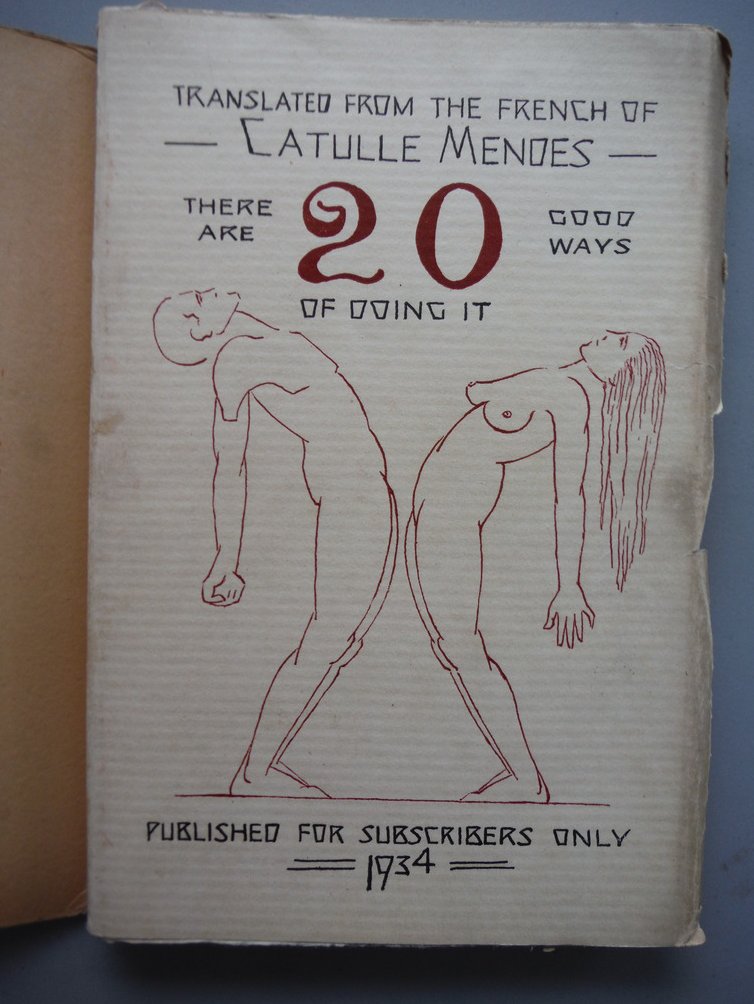 TRANSLATED FROM THE FRENCH OF
— CATULLE MENDES —
THERE ARE 20 GOOD WAYS
OF DOING IT
PUBLISHED FOR SUBSCRIBERS ONLY
1934